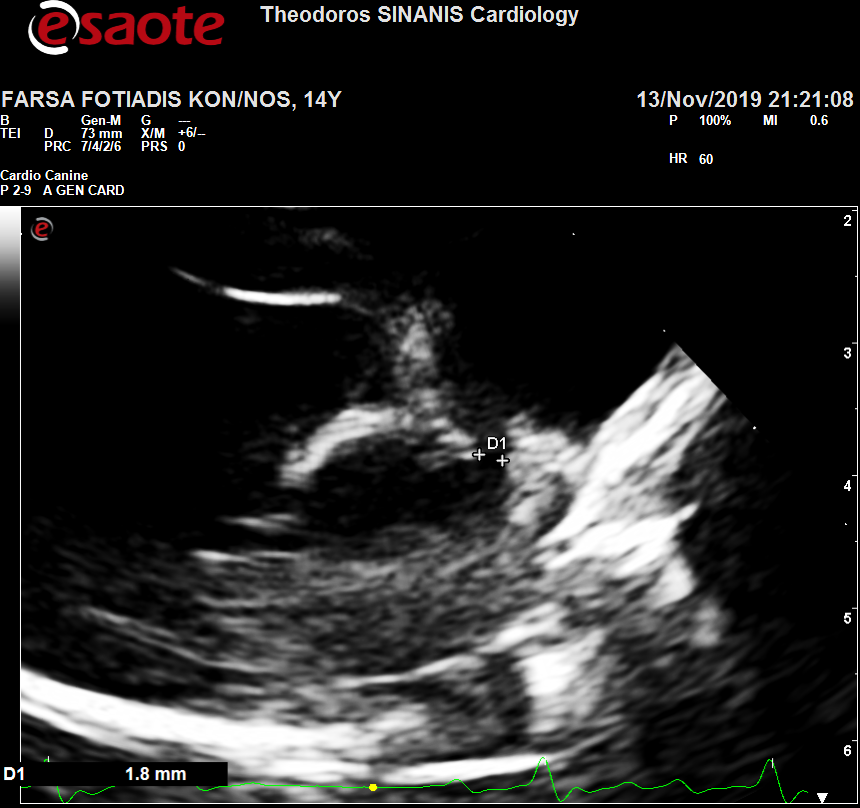 esaote
Theodoros SINANIS Cardiology
FARSA FOTIADIS KON/NOS, 14Y
13/Nov/2019 21:21:08
B Gen-M G ---
TEI D 73 mm X/M +6/--
PRC 7/4/2/6 PRS 0
P 100% MI 0.6
HR 60
Cardio Canine
P 2-9 A GEN CARD
e
2
3
D1
4
5
6
D1 1.8 mm